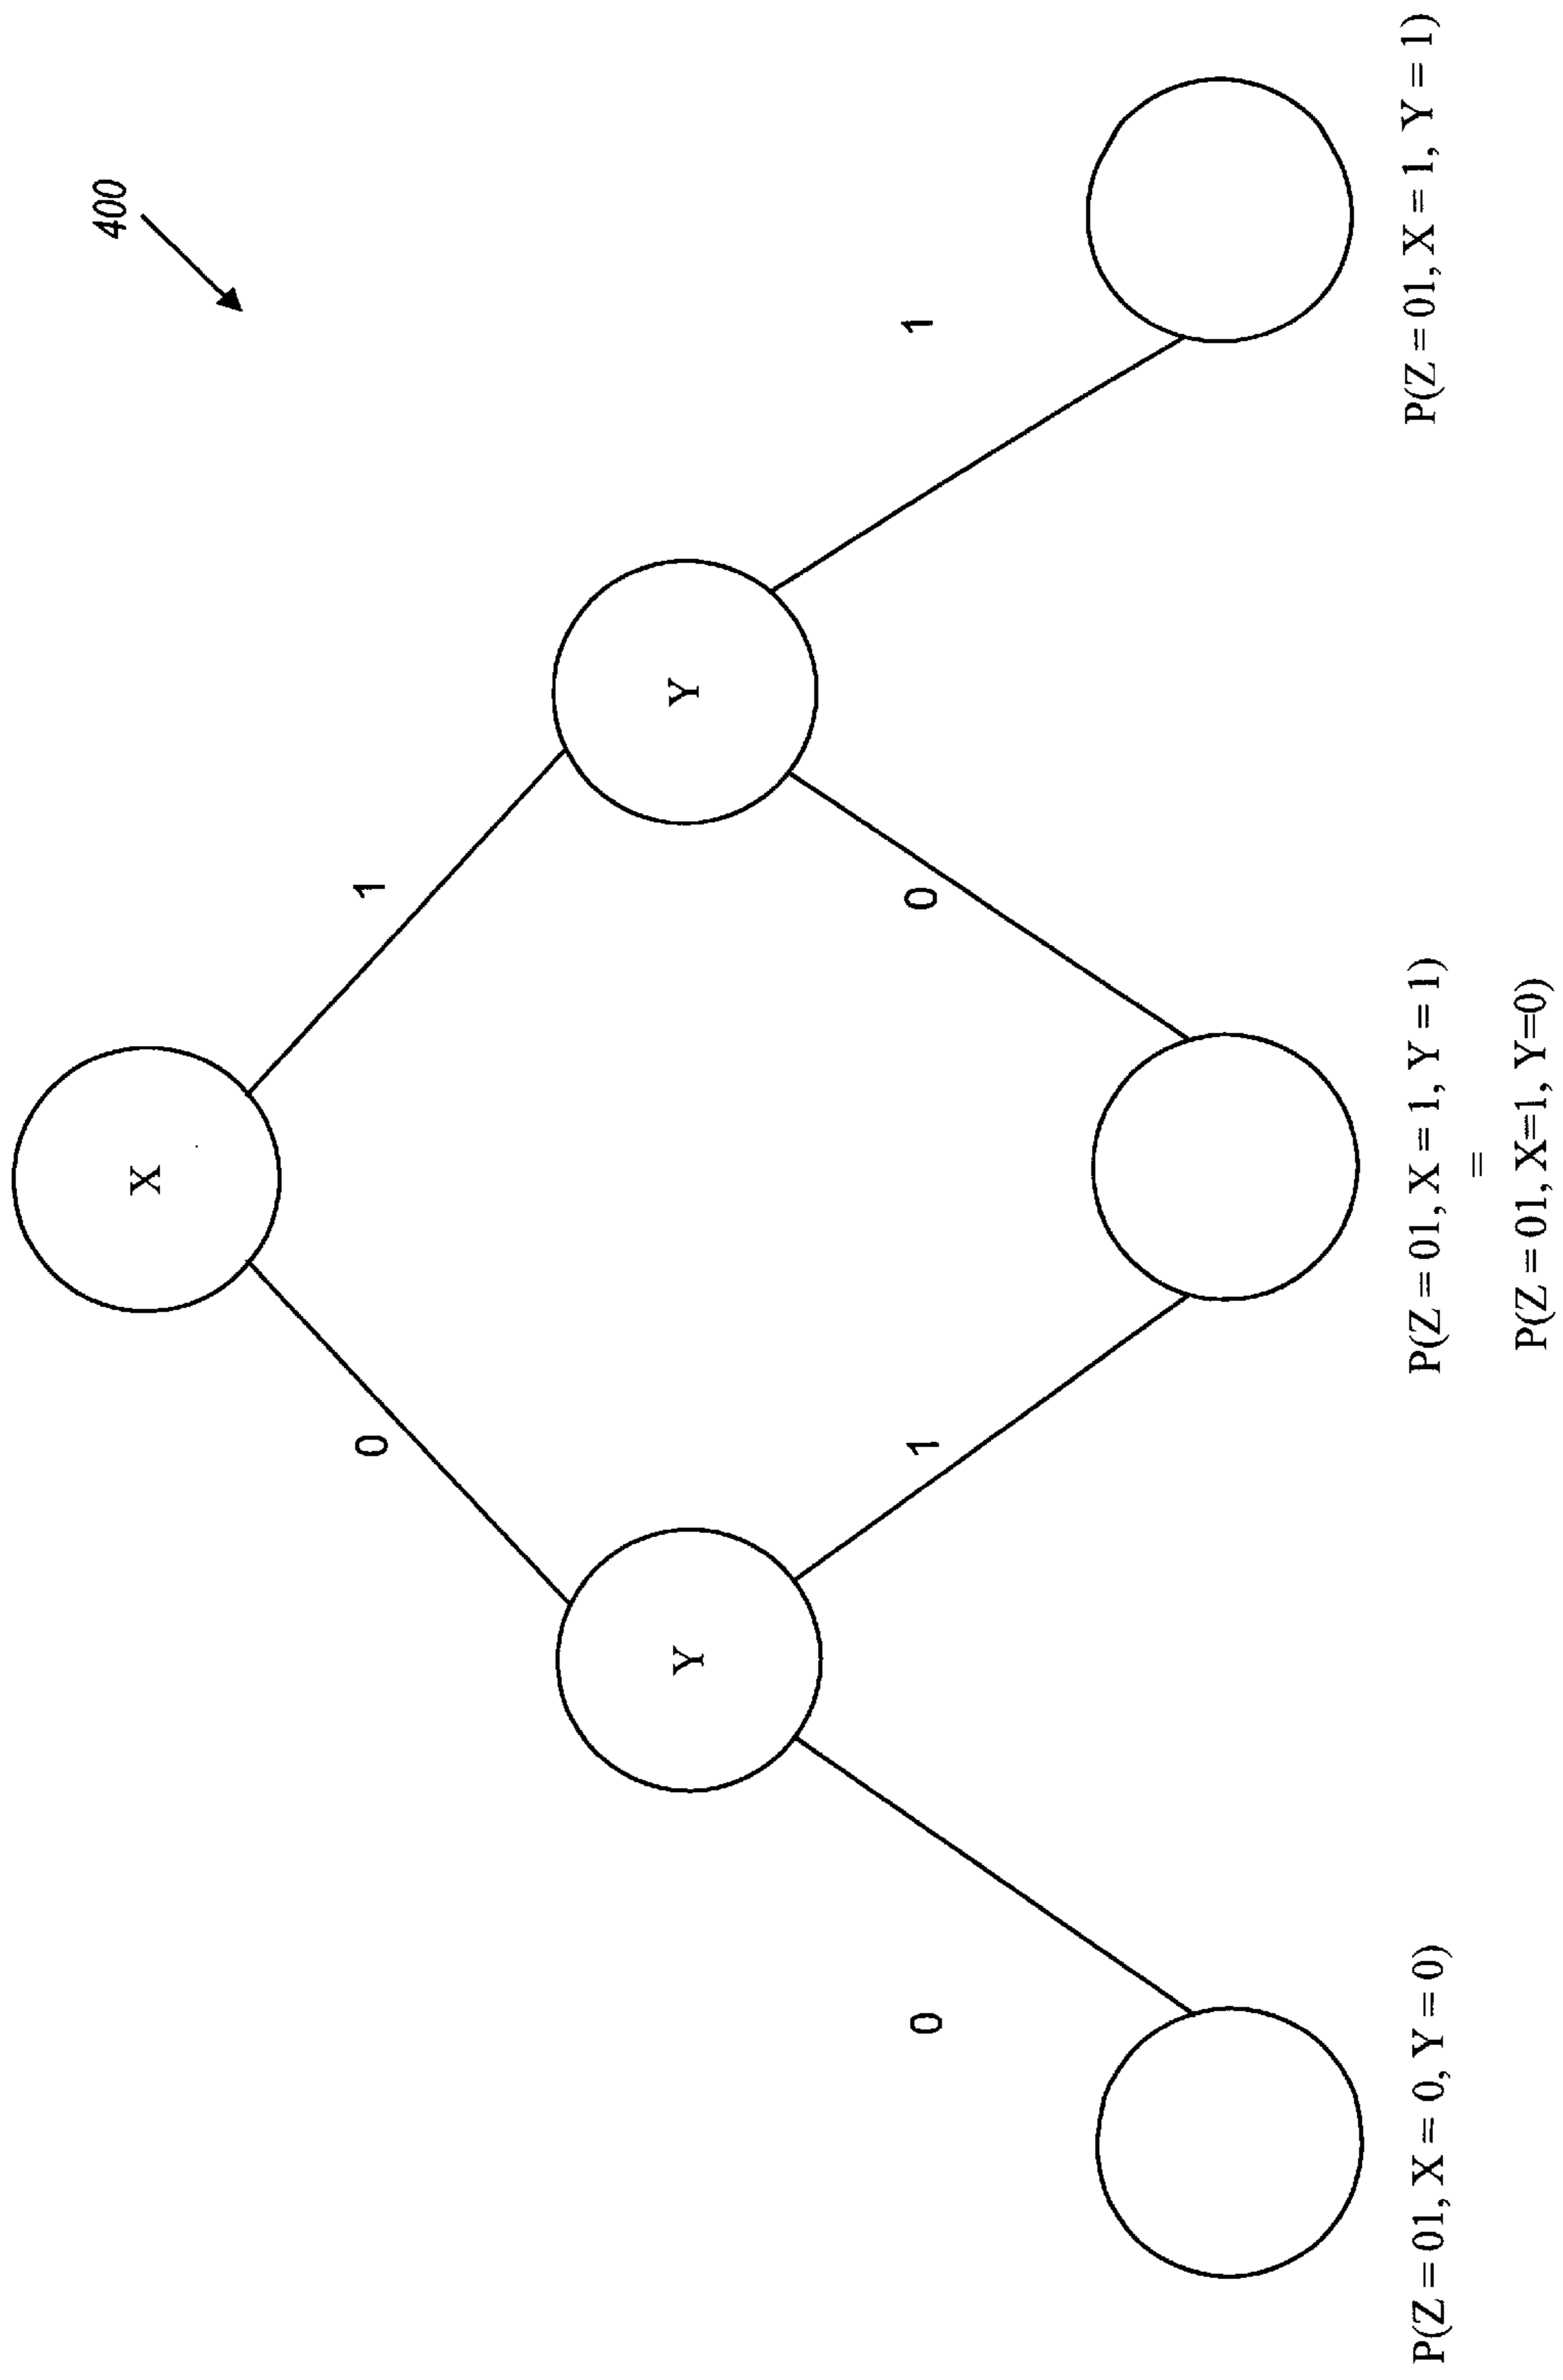 400
X
0
1
Y
Y
0
1
0
1
P(Z = 01, X = 0, Y = 0)
P(Z = 01, X = 1, Y = 1)
=
P(Z = 01, X=1, Y=0)
P(Z = 01, X = 1, Y = 1)